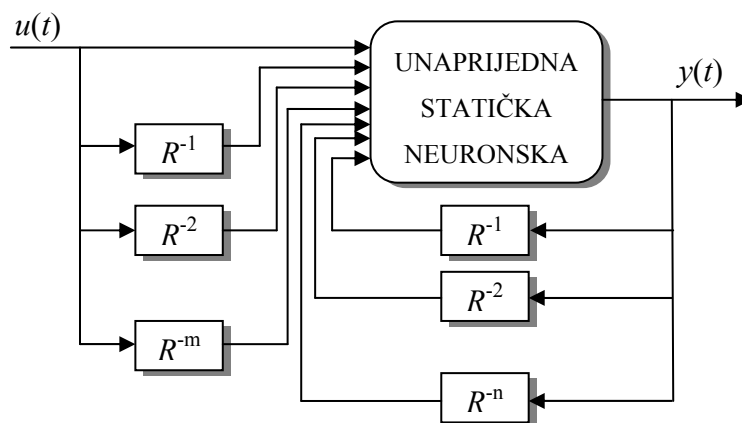 u(t)
UNAPRIJEDNA
STATIČKA
NEURONSKA
y(t)
R⁻¹
R⁻²
R⁻ᵐ
R⁻¹
R⁻²
R⁻ⁿ